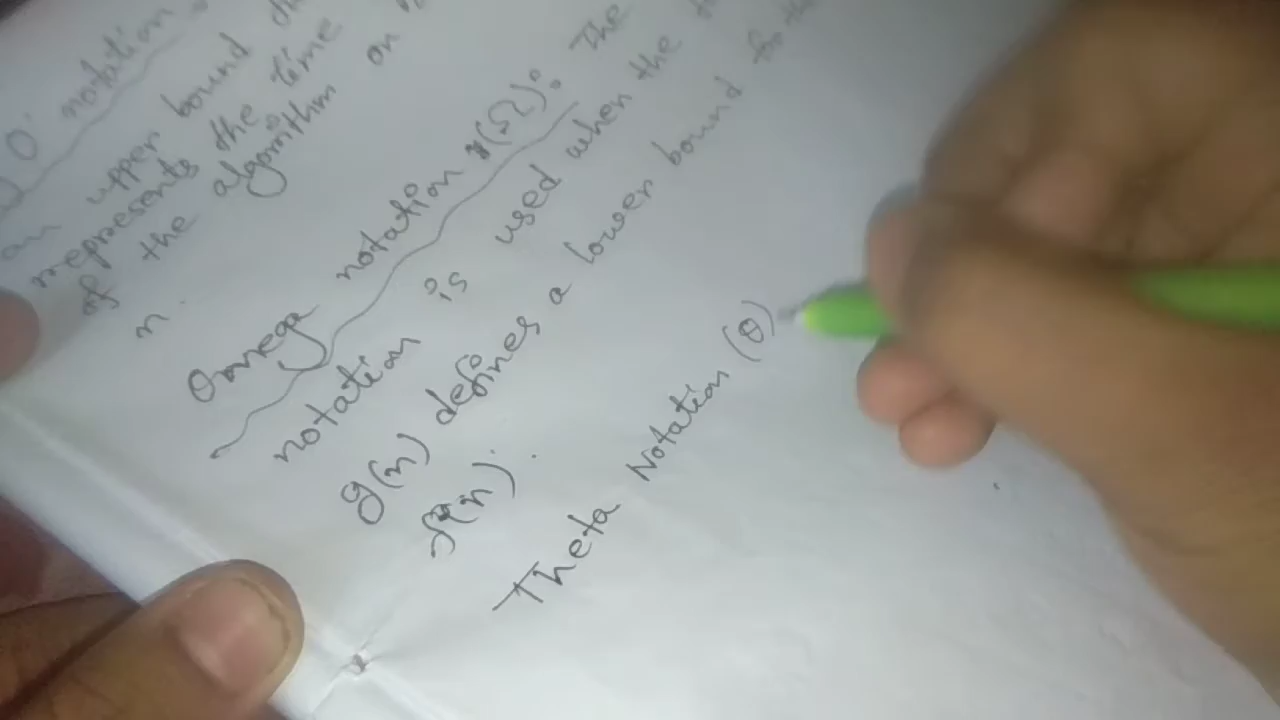 O' notation
an upper bound
represents the time
of the algorithm on
n.
Omega notation (Ω): The
notation is used when the
g(n) defines a lower bound for the
f(n).
Theta Notation (θ)